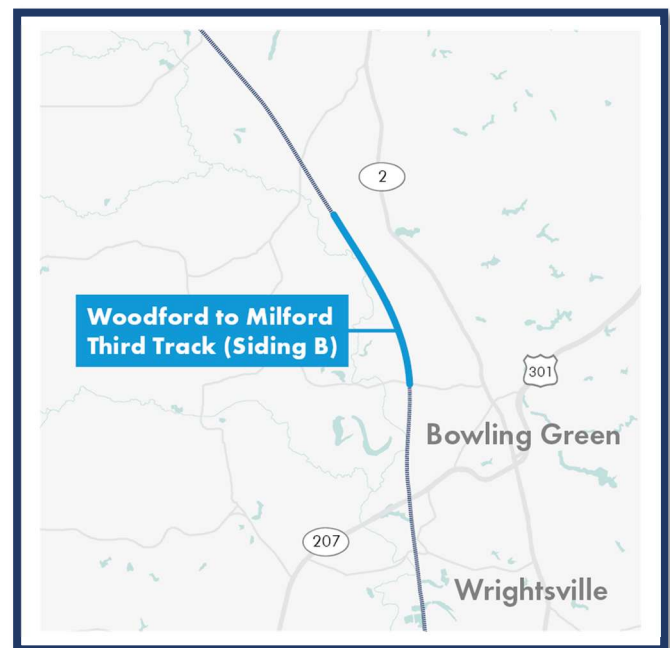 2
Woodford to Milford
Third Track (Siding B)
301
Bowling Green
207
Wrightsville